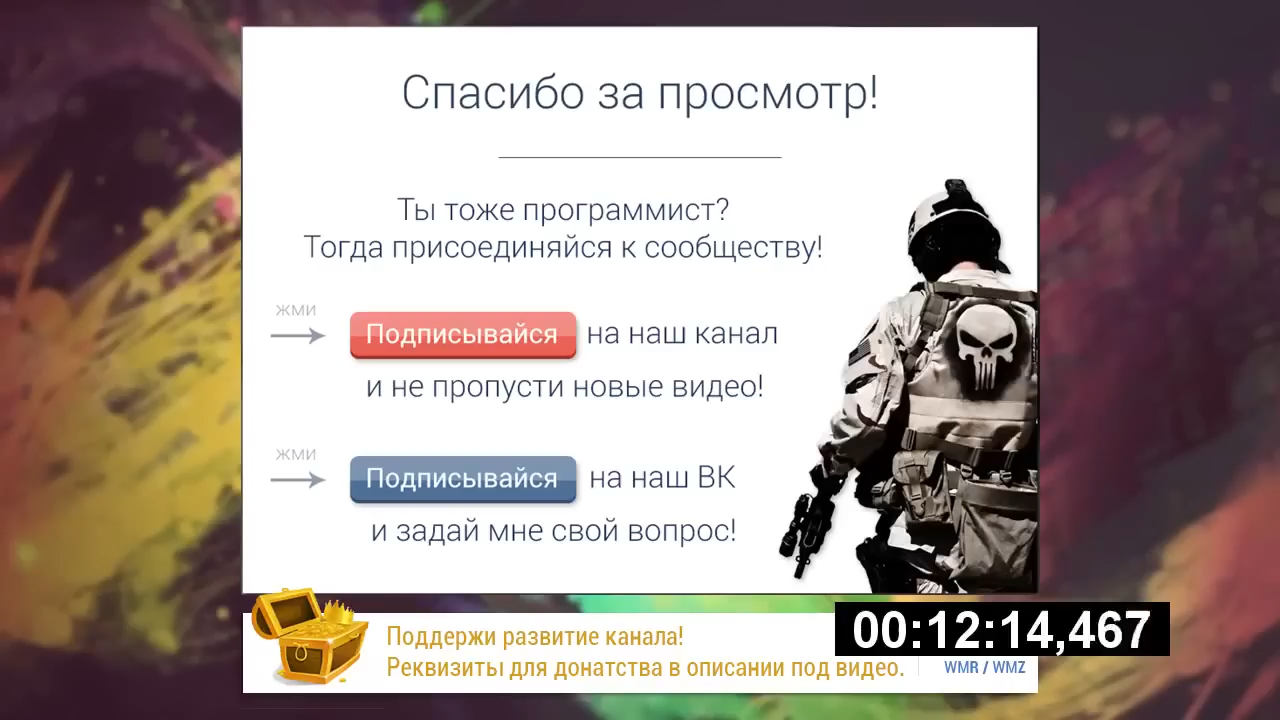 Спасибо за просмотр!
Ты тоже программист?
Тогда присоединяйся к сообществу!
жми
Подписывайся на наш канал
и не пропусти новые видео!
жми
Подписывайся на наш ВК
и задай мне свой вопрос!
Поддержи развитие канала!
00:12:14,467
Реквизиты для донатства в описании под видео.
WMR / WMZ